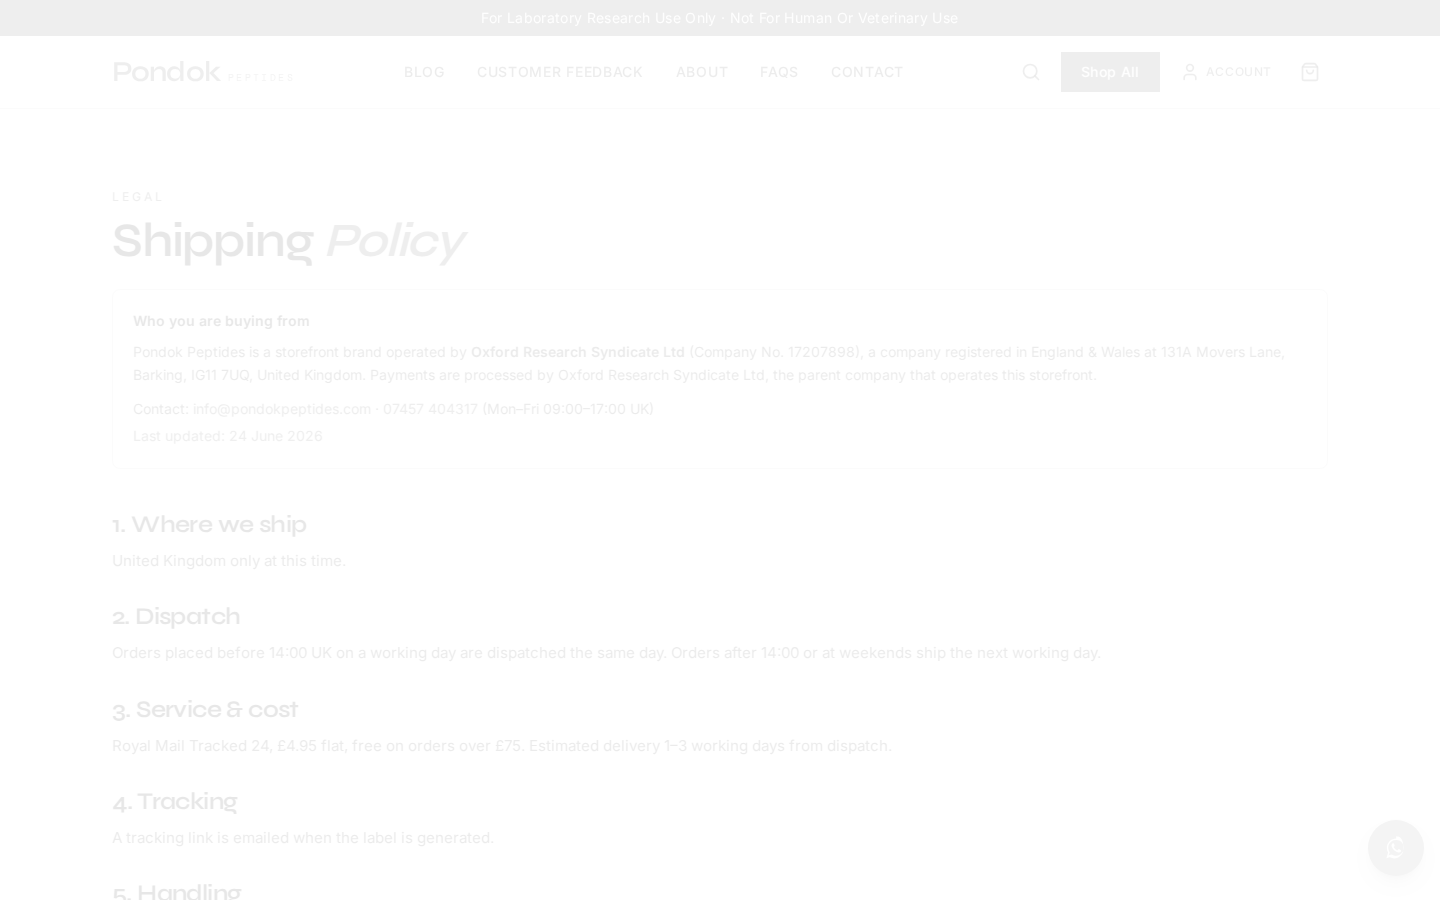 For Laboratory Research Use Only · Not For Human Or Veterinary Use
Pondok PEPTIDES
BLOG CUSTOMER FEEDBACK ABOUT FAQS CONTACT Shop All ACCOUNT
LEGAL
Shipping Policy
Who you are buying from
Pondok Peptides is a storefront brand operated by Oxford Research Syndicate Ltd (Company No. 17207898), a company registered in England & Wales at 131A Movers Lane,
Barking, IG11 7UQ, United Kingdom. Payments are processed by Oxford Research Syndicate Ltd, the parent company that operates this storefront.
Contact: info@pondokpeptides.com · 07457 404317 (Mon–Fri 09:00–17:00 UK)
Last updated: 24 June 2026
1. Where we ship
United Kingdom only at this time.
2. Dispatch
Orders placed before 14:00 UK on a working day are dispatched the same day. Orders after 14:00 or at weekends ship the next working day.
3. Service & cost
Royal Mail Tracked 24, £4.95 flat, free on orders over £75. Estimated delivery 1–3 working days from dispatch.
4. Tracking
A tracking link is emailed when the label is generated.
5. Handling